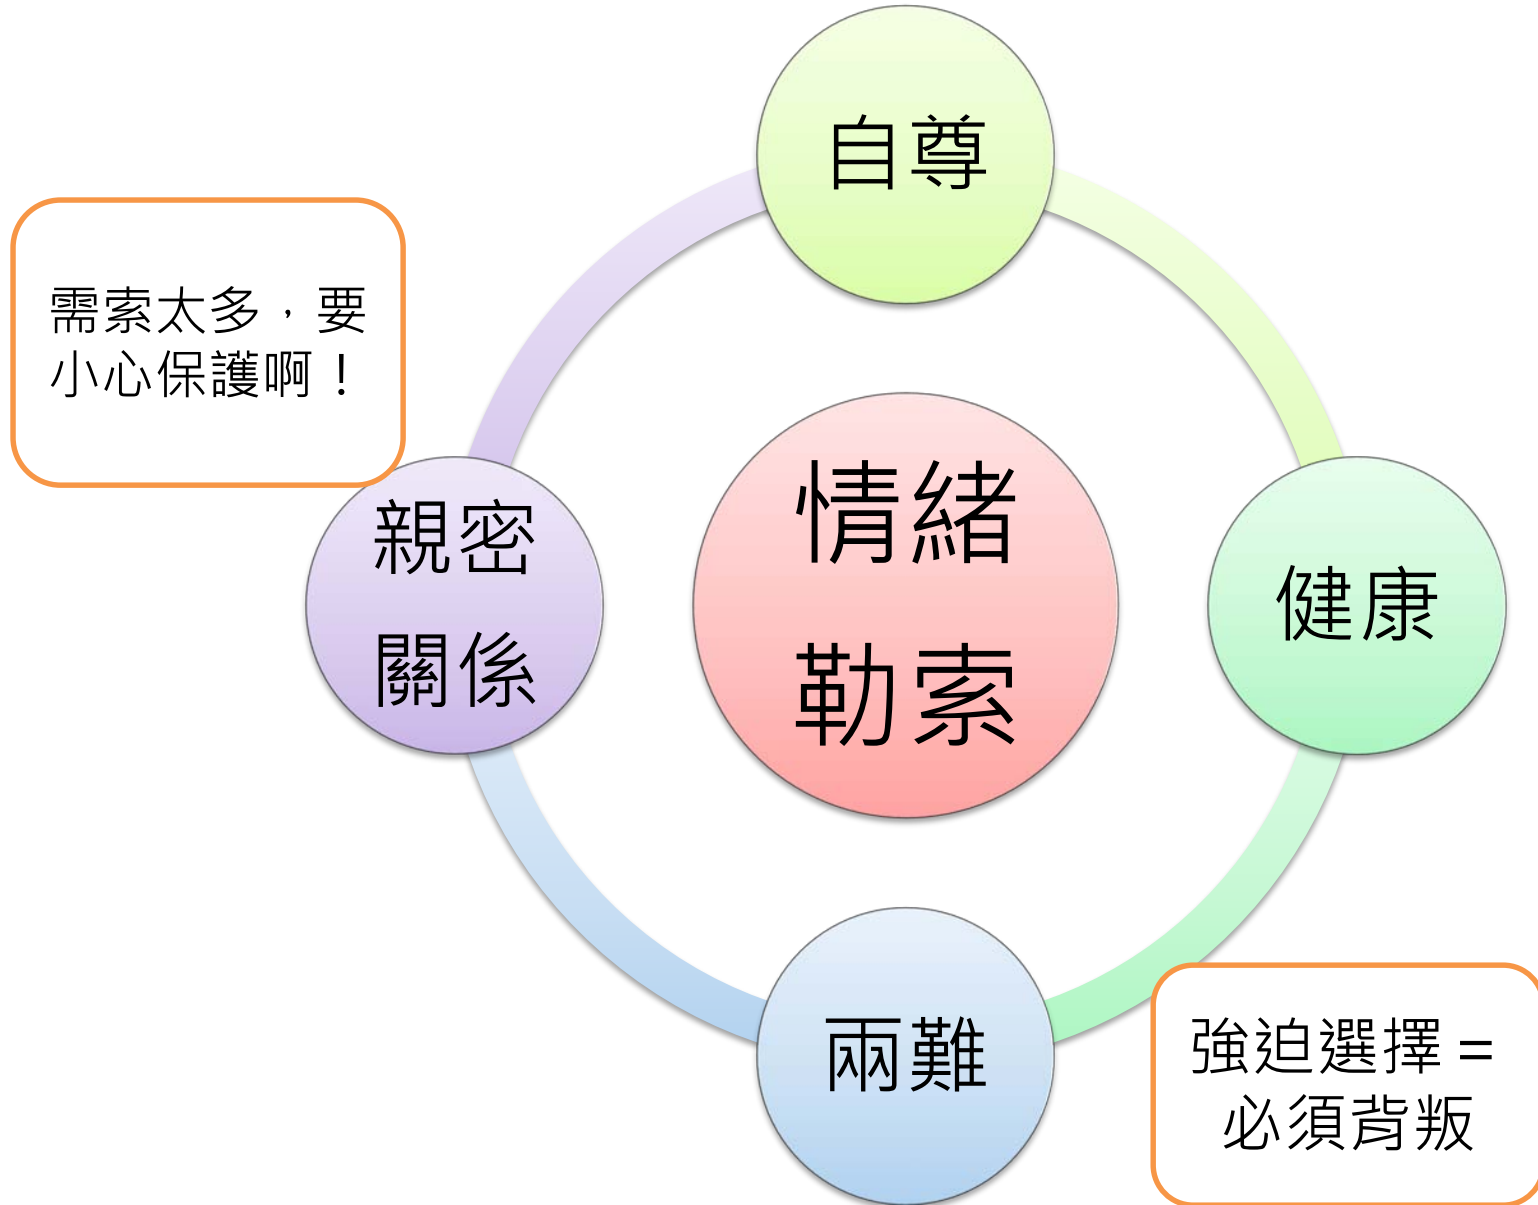 自尊
需索太多，要
小心保護啊！
親密
關係
情緒
勒索
健康
兩難
強迫選擇=
必須背叛